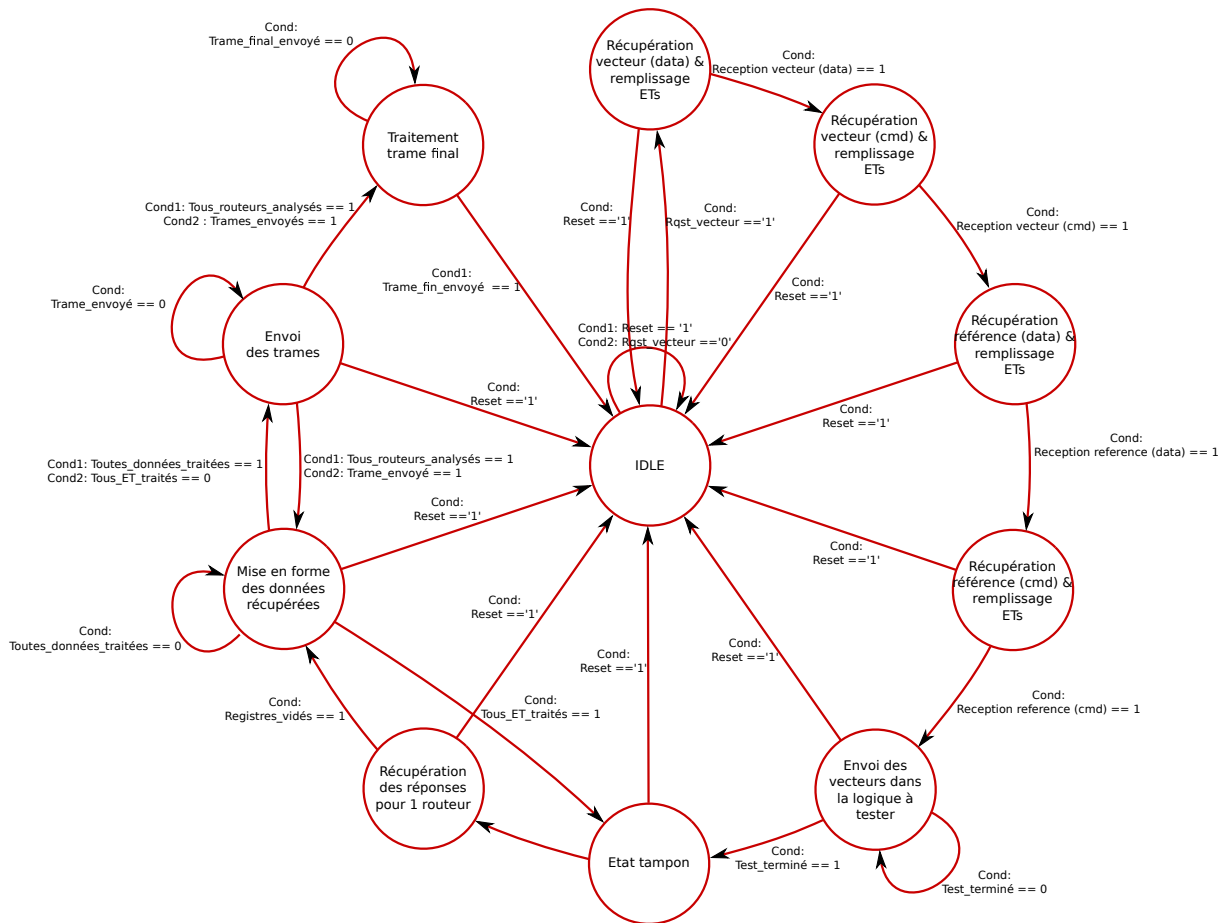 Cond:
Trame_final_envoyé == 0
Traitement
trame final
Récupération
vecteur (data) &
remplissage
ETs
Cond:
Reception vecteur (data) == 1
Récupération
vecteur (cmd) &
remplissage
ETs
Cond1: Tous_routeurs_analysés == 1
Cond2 : Trames_envoyés == 1
Cond:
Reset =='1'
Cond:
Rqst_vecteur=='1'
Cond:
Reception vecteur (cmd) == 1
Cond:
Trame_envoyé == 0
Envoi
des trames
Cond1:
Trame_fin_envoyé  == 1
Cond:
Reset =='1'
Cond1: Reset == '1'
Cond2: Rqst_vecteur=='0'
Récupération
référence (data) &
remplissage
ETs
Cond:
Reset =='1'
Cond:
Reset =='1'
IDLE
Cond:
Reception reference (data) == 1
Cond1: Toutes_données_traitées == 1
Cond2: Tous_ET_traités == 0
Cond1: Tous_routeurs_analysés == 1
Cond2: Trame_envoyé == 1
Cond:
Reset =='1'
Cond:
Reset =='1'
Mise en forme
des données
récupérées
Récupération
référence (cmd) &
remplissage
ETs
Cond:
Toutes_données_traitées == 0
Cond:
Reset =='1'
Cond:
Reset =='1'
Cond:
Reset =='1'
Cond:
Registres_vidés == 1
Cond:
Tous_ET_traités == 1
Cond:
Reception reference (cmd) == 1
Récupération
des réponses
pour 1 routeur
Envoi des
vecteurs dans
la logique à
tester
Etat tampon
Cond:
Test_terminé == 1
Cond:
Test_terminé == 0